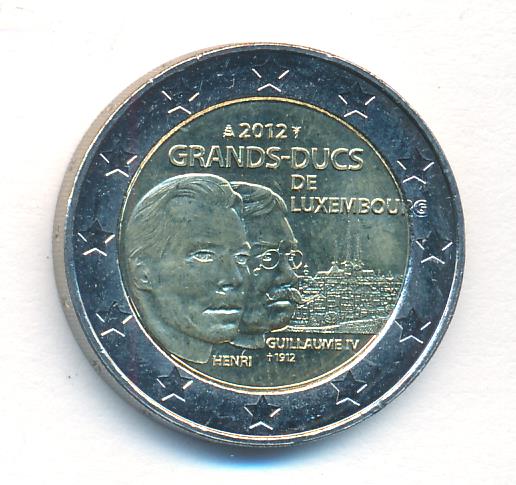 2012
GRANDS-DUCS
DE
LUXEMBOURG
GUILLAUME IV
HENRI †1912